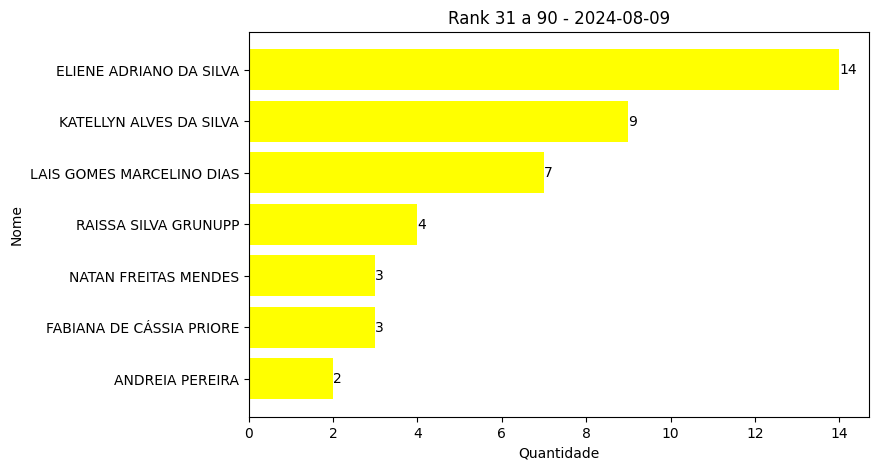 Rank 31 a 90 - 2024-08-09
Nome
ELIENE ADRIANO DA SILVA 14
KATELLYN ALVES DA SILVA 9
LAIS GOMES MARCELINO DIAS 7
RAISSA SILVA GRUNUPP 4
NATAN FREITAS MENDES 3
FABIANA DE CÁSSIA PRIORE 3
ANDREIA PEREIRA 2
0 2 4 6 8 10 12 14
Quantidade